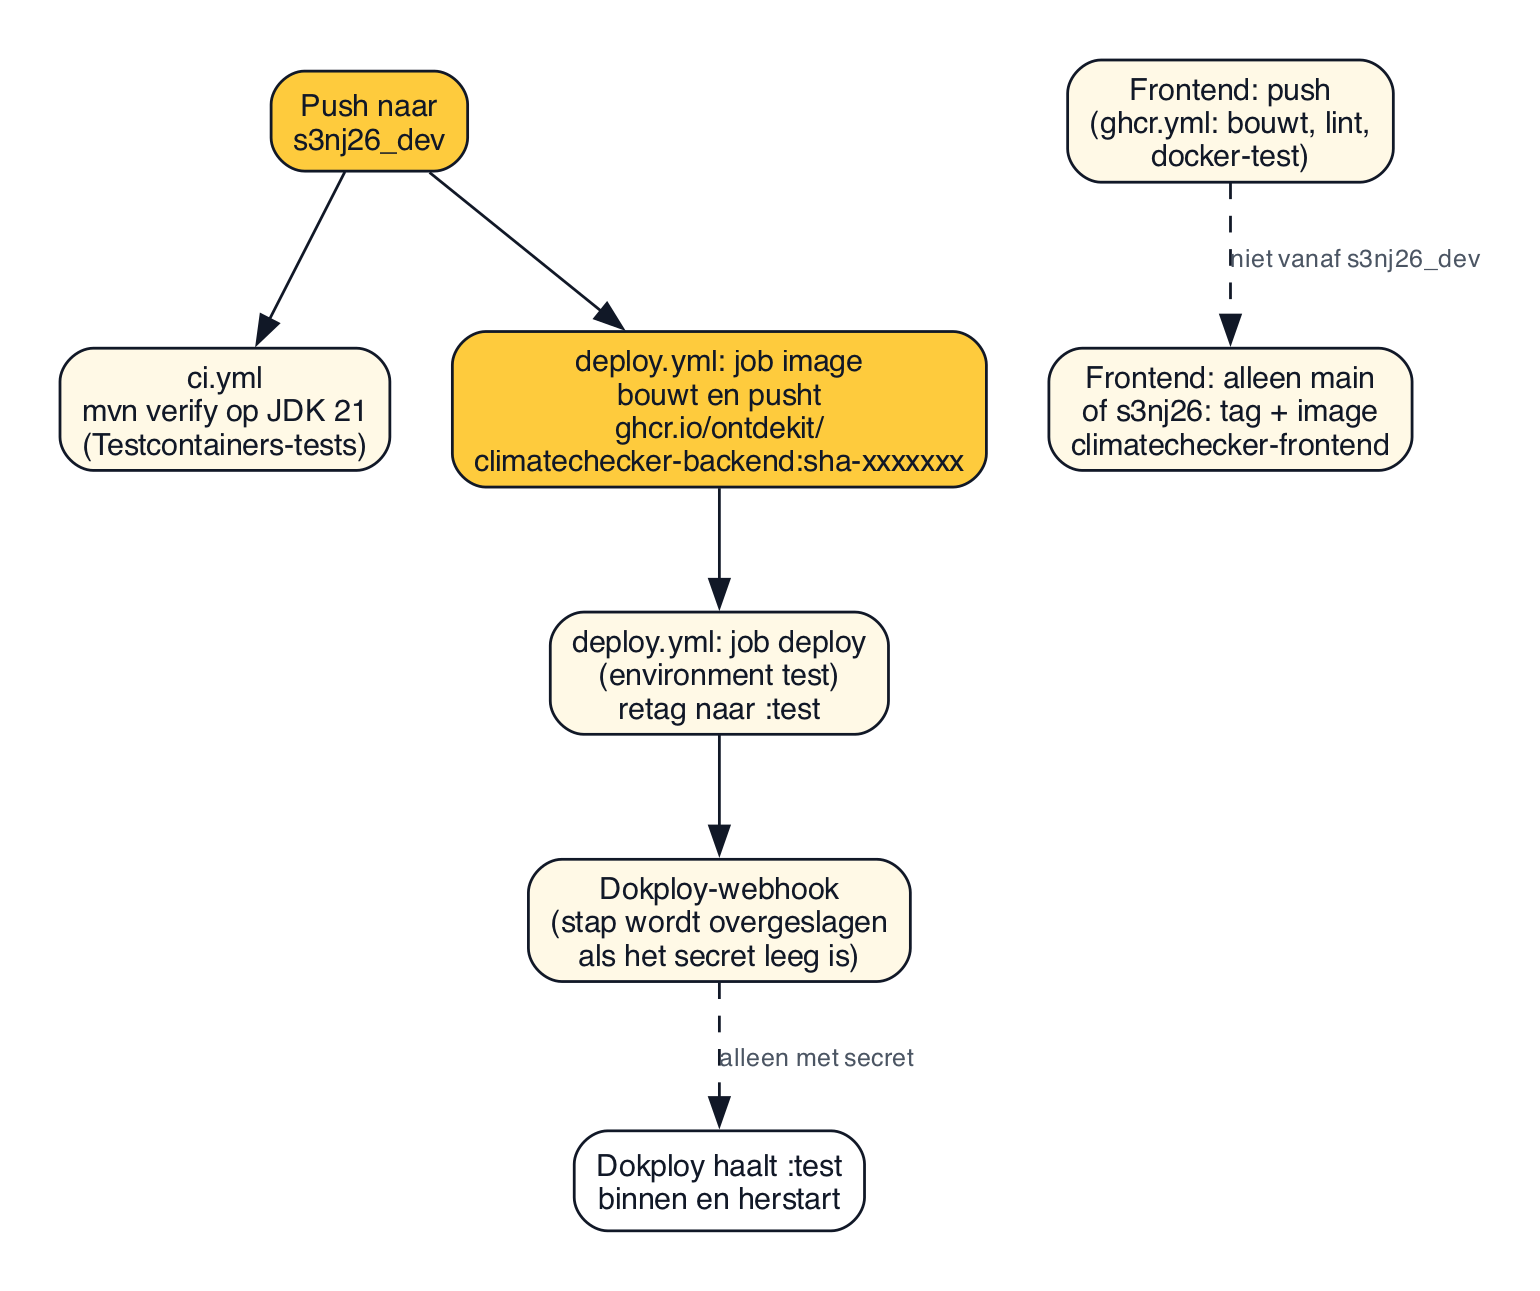 Push naar
s3nj26_dev
Frontend: push
(ghcr.yml: bouwt, lint,
docker-test)
niet vanaf s3nj26_dev
ci.yml
mvn verify op JDK 21
(Testcontainers-tests)
deploy.yml: job image
bouwt en pusht
ghcr.io/ontdekit/
climatechecker-backend:sha-xxxxxxx
Frontend: alleen main
of s3nj26: tag + image
climatechecker-frontend
deploy.yml: job deploy
(environment test)
retag naar :test
Dokploy-webhook
(stap wordt overgeslagen
als het secret leeg is)
alleen met secret
Dokploy haalt :test
binnen en herstart